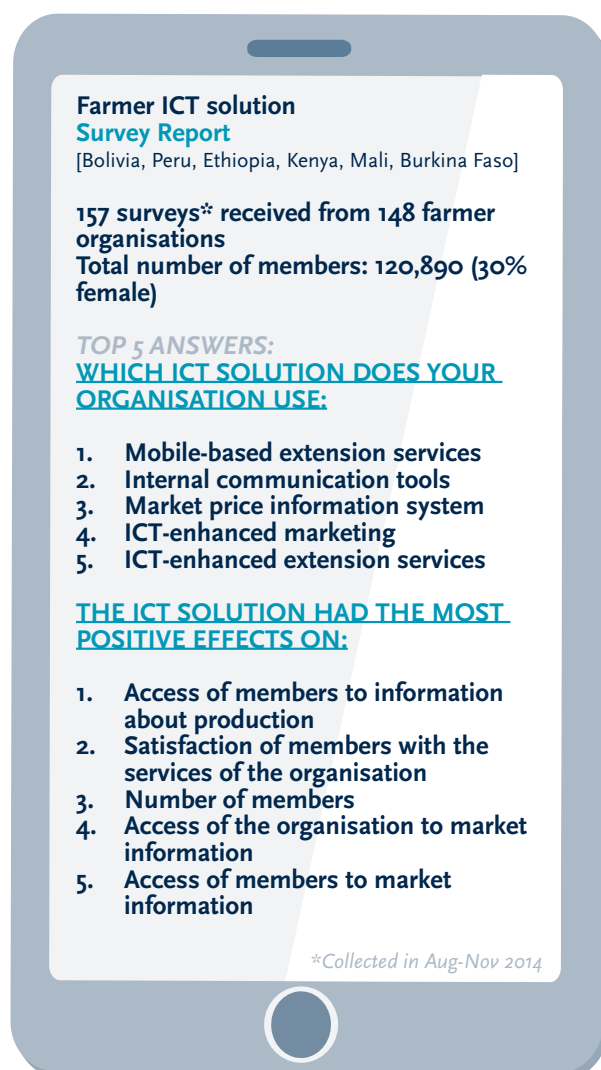 Farmer ICT solution
Survey Report
[Bolivia, Peru, Ethiopia, Kenya, Mali, Burkina Faso]
157 surveys* received from 148 farmer
organisations
Total number of members: 120,890 (30%
female)
TOP 5 ANSWERS:
WHICH ICT SOLUTION DOES YOUR
ORGANISATION USE:
1. Mobile-based extension services
2. Internal communication tools
3. Market price information system
4. ICT-enhanced marketing
5. ICT-enhanced extension services
THE ICT SOLUTION HAD THE MOST
POSITIVE EFFECTS ON:
1. Access of members to information
about production
2. Satisfaction of members with the
services of the organisation
3. Number of members
4. Access of the organisation to market
information
5. Access of members to market
information
*Collected in Aug-Nov 2014